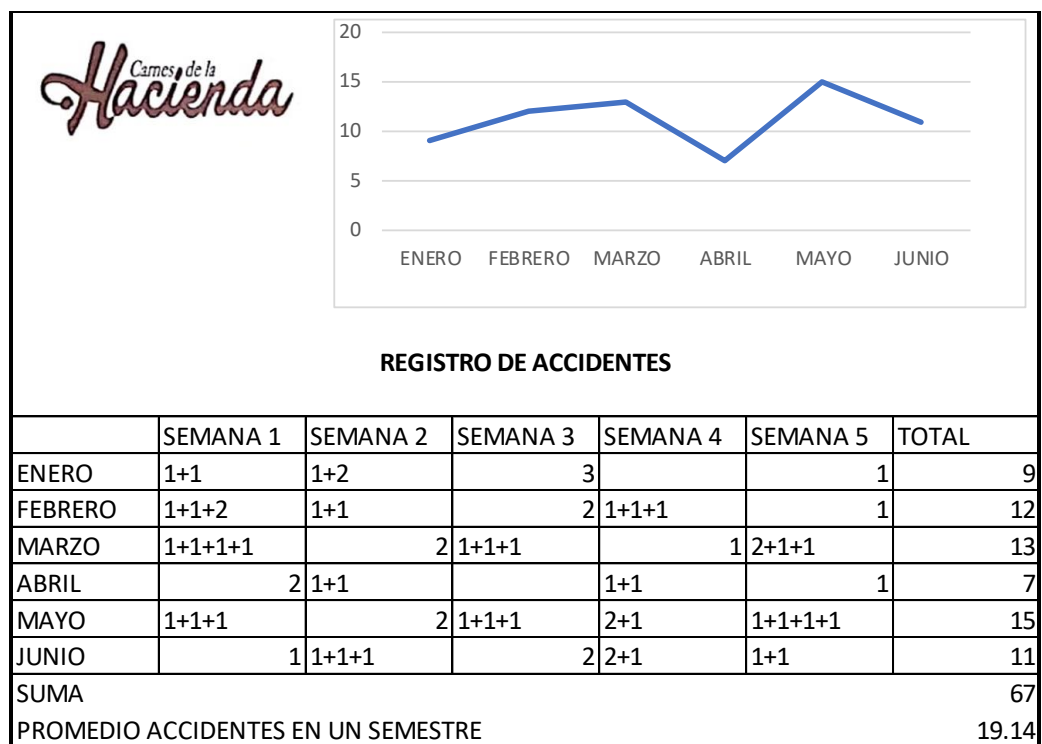 Carnes de la
Hacienda
20
15
10
5
0
ENERO FEBRERO MARZO ABRIL MAYO JUNIO
REGISTRO DE ACCIDENTES
SEMANA 1 SEMANA 2 SEMANA 3 SEMANA 4 SEMANA 5 TOTAL
ENERO 1+1 1+2 3 1 9
FEBRERO 1+1+2 1+1 2 1+1+1 1 12
MARZO 1+1+1+1 2 1+1+1 1 2+1+1 13
ABRIL 2 1+1 1+1 1 7
MAYO 1+1+1 2 1+1+1 2+1 1+1+1+1 15
JUNIO 1 1+1+1 2 2+1 1+1 11
SUMA 67
PROMEDIO ACCIDENTES EN UN SEMESTRE 19.14